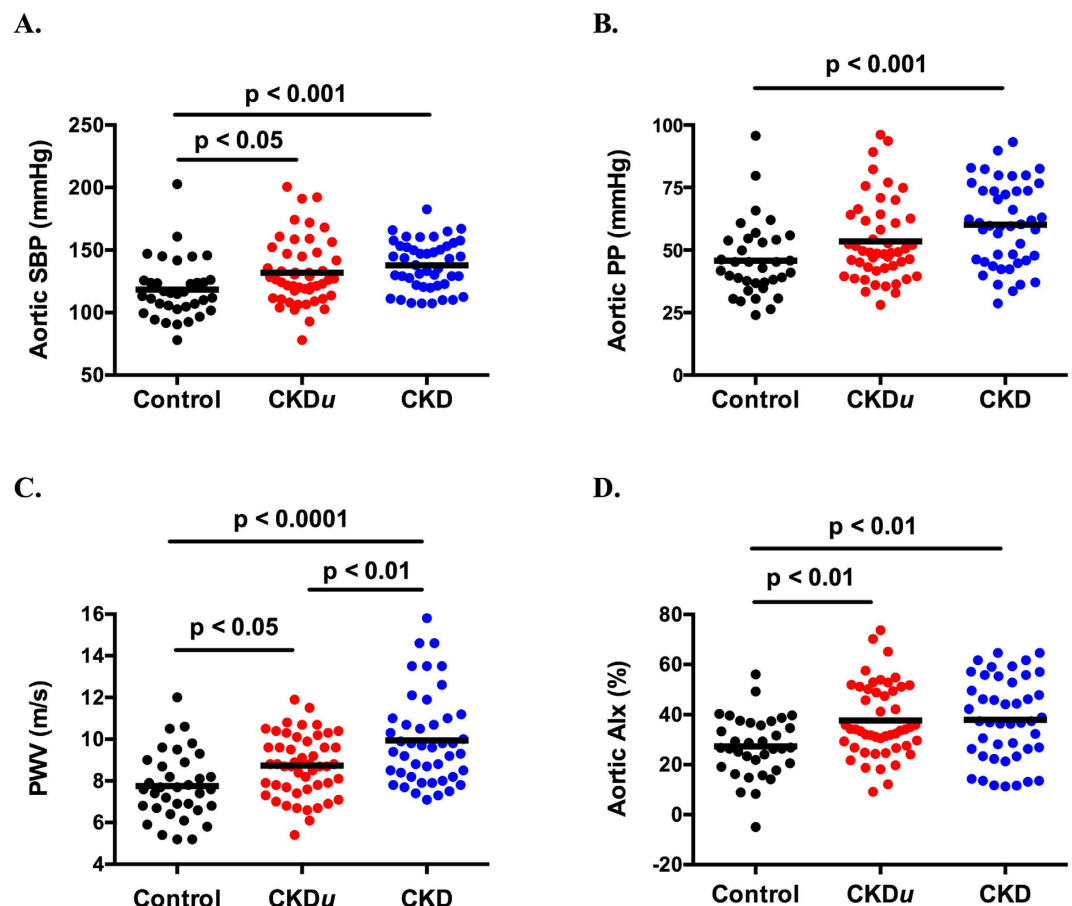 A.
p < 0.001
p < 0.05
250
200
150
100
50
Aortic SBP (mmHg)
Control CKDu CKD
B.
p < 0.001
100
75
50
25
0
Aortic PP (mmHg)
Control CKDu CKD
C.
p < 0.0001
p < 0.01
p < 0.05
16
14
12
10
8
6
4
PWV (m/s)
Control CKDu CKD
D.
p < 0.01
p < 0.01
80
60
40
20
0
-20
Aortic AIx (%)
Control CKDu CKD